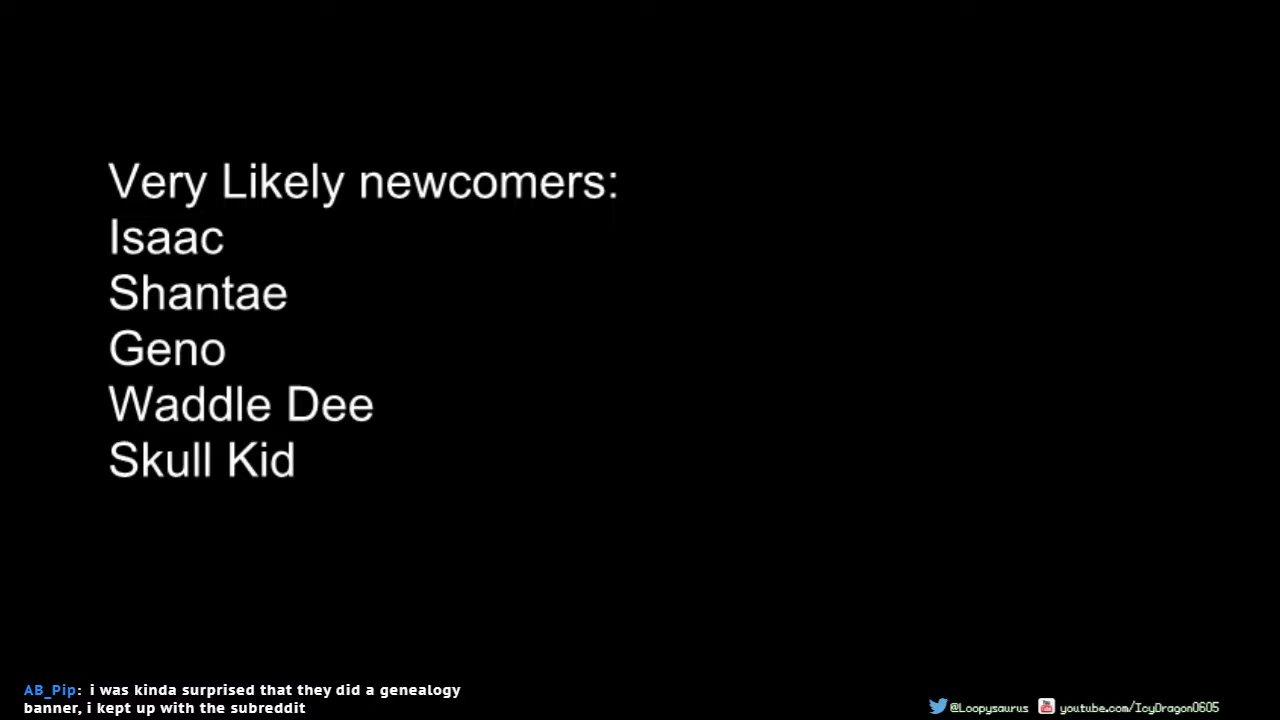 Very Likely newcomers:
Isaac
Shantae
Geno
Waddle Dee
Skull Kid
AB_Pip: i was kinda surprised that they did a genealogy
banner, i kept up with the subreddit
@Loopysaurus youtube.com/IcyDragon0605